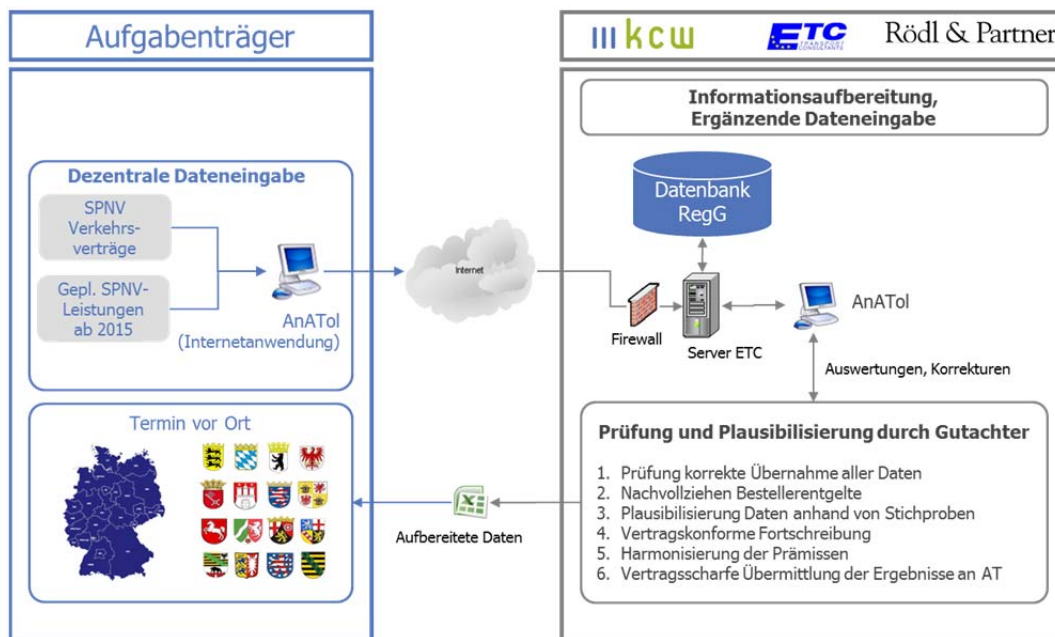 Aufgabenträger
kcw
ETC
TRANSPORT
CONSULTANTS
Rödl & Partner
Dezentrale Dateneingabe
SPNV
Verkehrs-
verträge
Gepl. SPNV-
Leistungen
ab 2015
AnATol
(Internetanwendung)
Internet
Informationsaufbereitung,
Ergänzende Dateneingabe
Datenbank
RegG
Firewall
Server ETC
AnATol
Auswertungen, Korrekturen
Termin vor Ort
Aufbereitete Daten
Prüfung und Plausibilisierung durch Gutachter
1. Prüfung korrekte Übernahme aller Daten
2. Nachvollziehen Bestellerentgelte
3. Plausibilisierung Daten anhand von Stichproben
4. Vertragskonforme Fortschreibung
5. Harmonisierung der Prämissen
6. Vertragsscharfe Übermittlung der Ergebnisse an AT